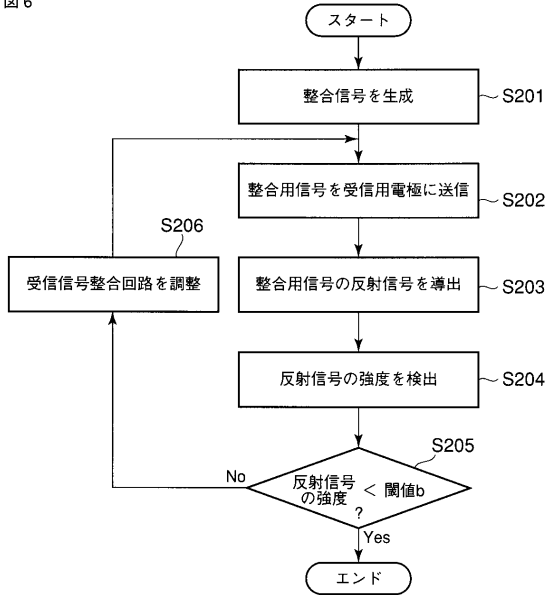 図6
スタート
整合信号を生成
S201
整合用信号を受信用電極に送信
S202
S206
受信信号整合回路を調整
整合用信号の反射信号を導出
S203
反射信号の強度を検出
S204
S205
No
反射信号
の強度 < 閾値b
?
Yes
エンド